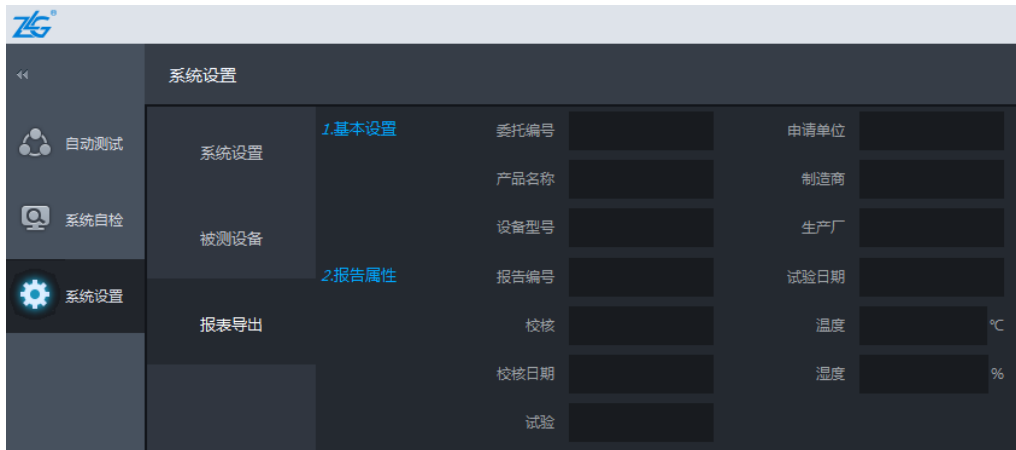 ZLG®
系统设置
自动测试
系统自检
系统设置
系统设置
被测设备
报表导出
1.基本设置 委托编号 申请单位
产品名称 制造商
设备型号 生产厂
2.报告属性 报告编号 试验日期
校核 温度 ℃
校核日期 湿度 %
试验